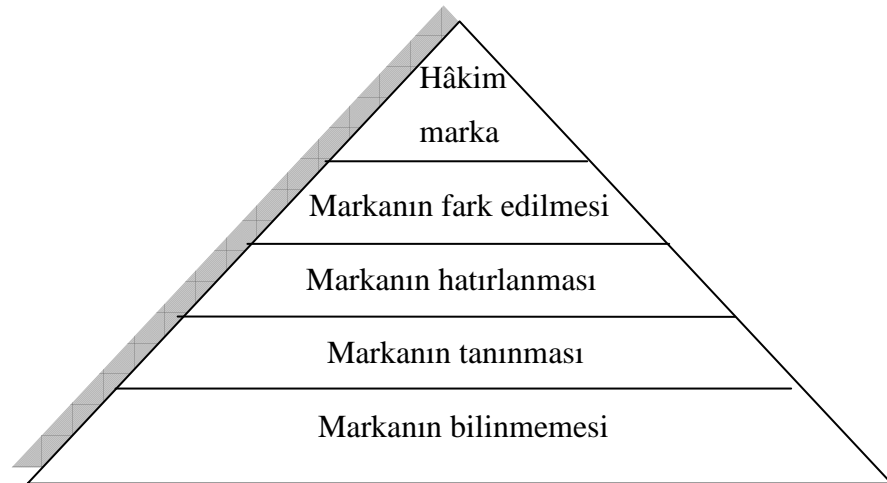 Hâkim
marka
Markanın fark edilmesi
Markanın hatırlanması
Markanın tanınması
Markanın bilinmemesi